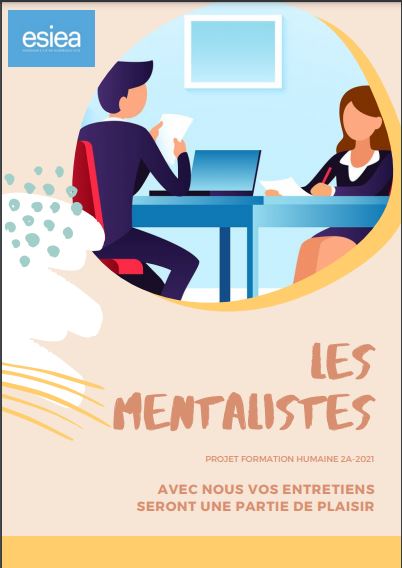 esiea
LES
MENTALISTES
PROJET FORMATION HUMAINE 2A-2021
AVEC NOUS VOS ENTRETIENS
SERONT UNE PARTIE DE PLAISIR